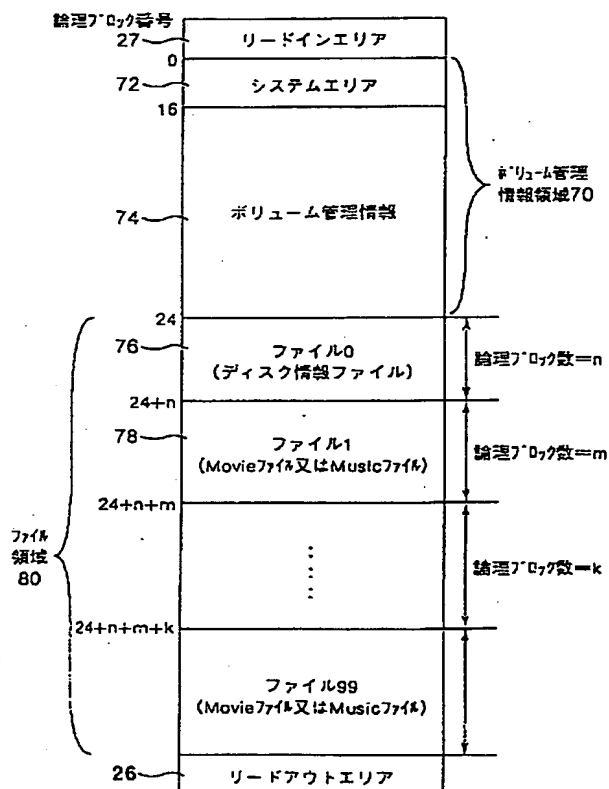 論理ブロック番号
27
リードインエリア
0
72
システムエリア
16
ボリューム管理
情報領域70
74
ボリューム管理情報
24
76
ファイル0
(ディスク情報ファイル)
論理ブロック数=n
24+n
78
ファイル1
(Movieファイル又はMusicファイル)
論理ブロック数=m
24+n+m
ファイル
領域
80
論理ブロック数=k
24+n+m+k
ファイル99
(Movieファイル又はMusicファイル)
26
リードアウトエリア